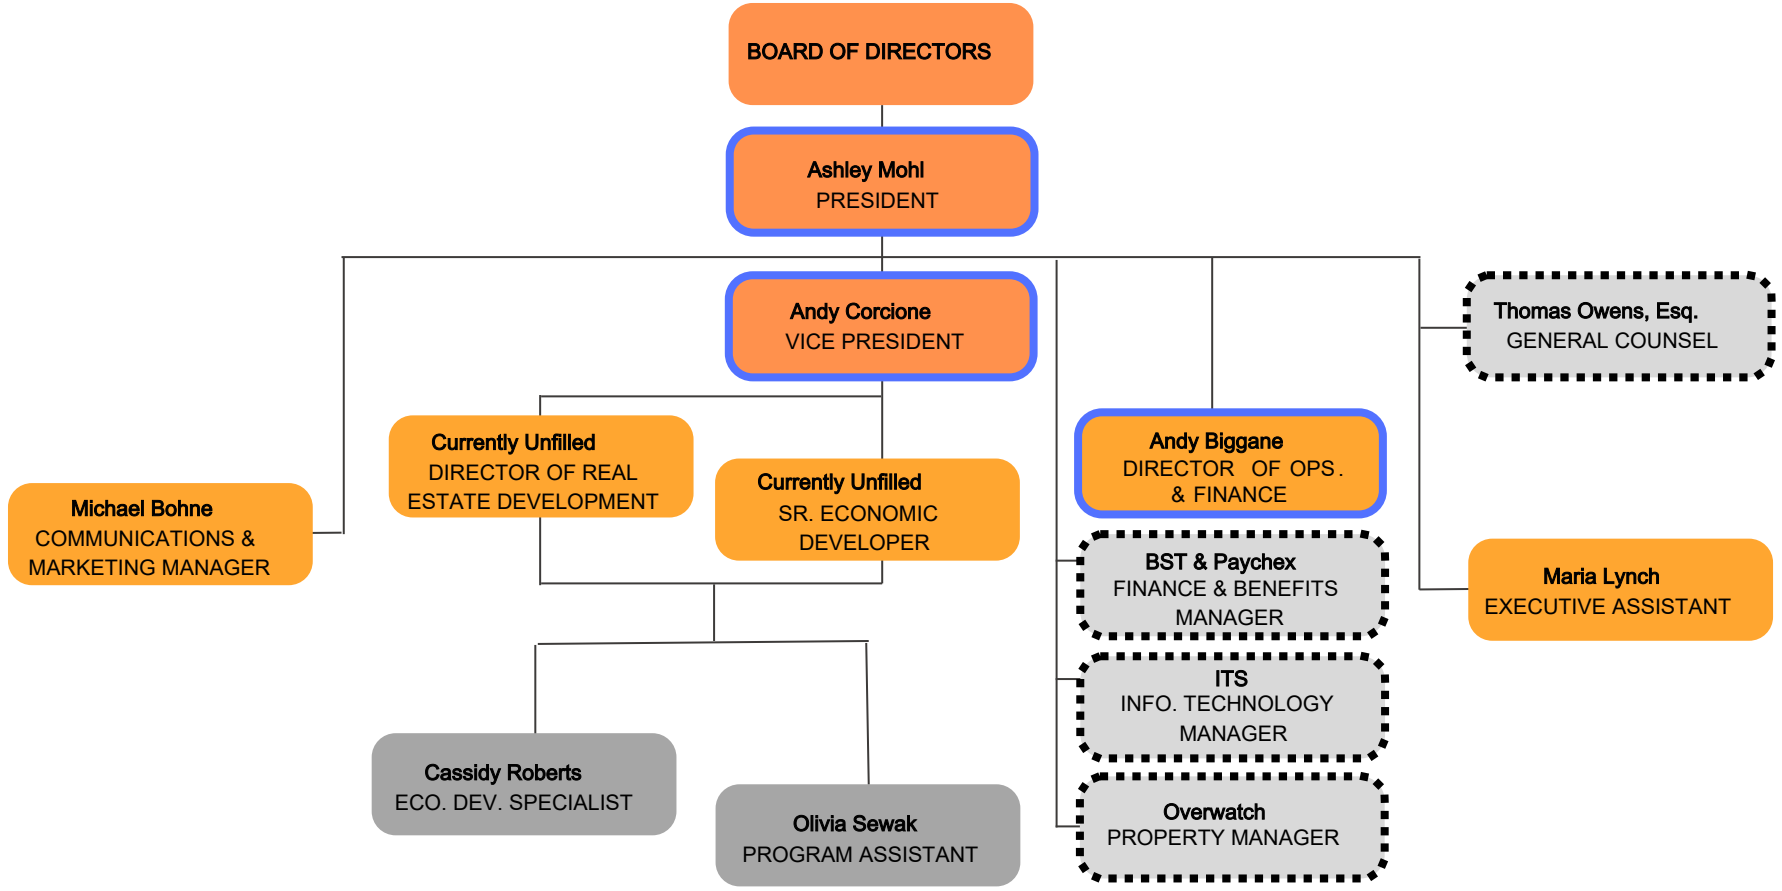 BOARD OF DIRECTORS
Ashley Mohl
PRESIDENT
Andy Corcione
VICE PRESIDENT
Thomas Owens, Esq.
GENERAL COUNSEL
Currently Unfilled
DIRECTOR OF REAL
ESTATE DEVELOPMENT
Currently Unfilled
SR. ECONOMIC
DEVELOPER
Andy Biggane
DIRECTOR OF OPS.
& FINANCE
Michael Bohne
COMMUNICATIONS &
MARKETING MANAGER
BST & Paychex
FINANCE & BENEFITS
MANAGER
Maria Lynch
EXECUTIVE ASSISTANT
ITS
INFO. TECHNOLOGY
MANAGER
Cassidy Roberts
ECO. DEV. SPECIALIST
Olivia Sewak
PROGRAM ASSISTANT
Overwatch
PROPERTY MANAGER